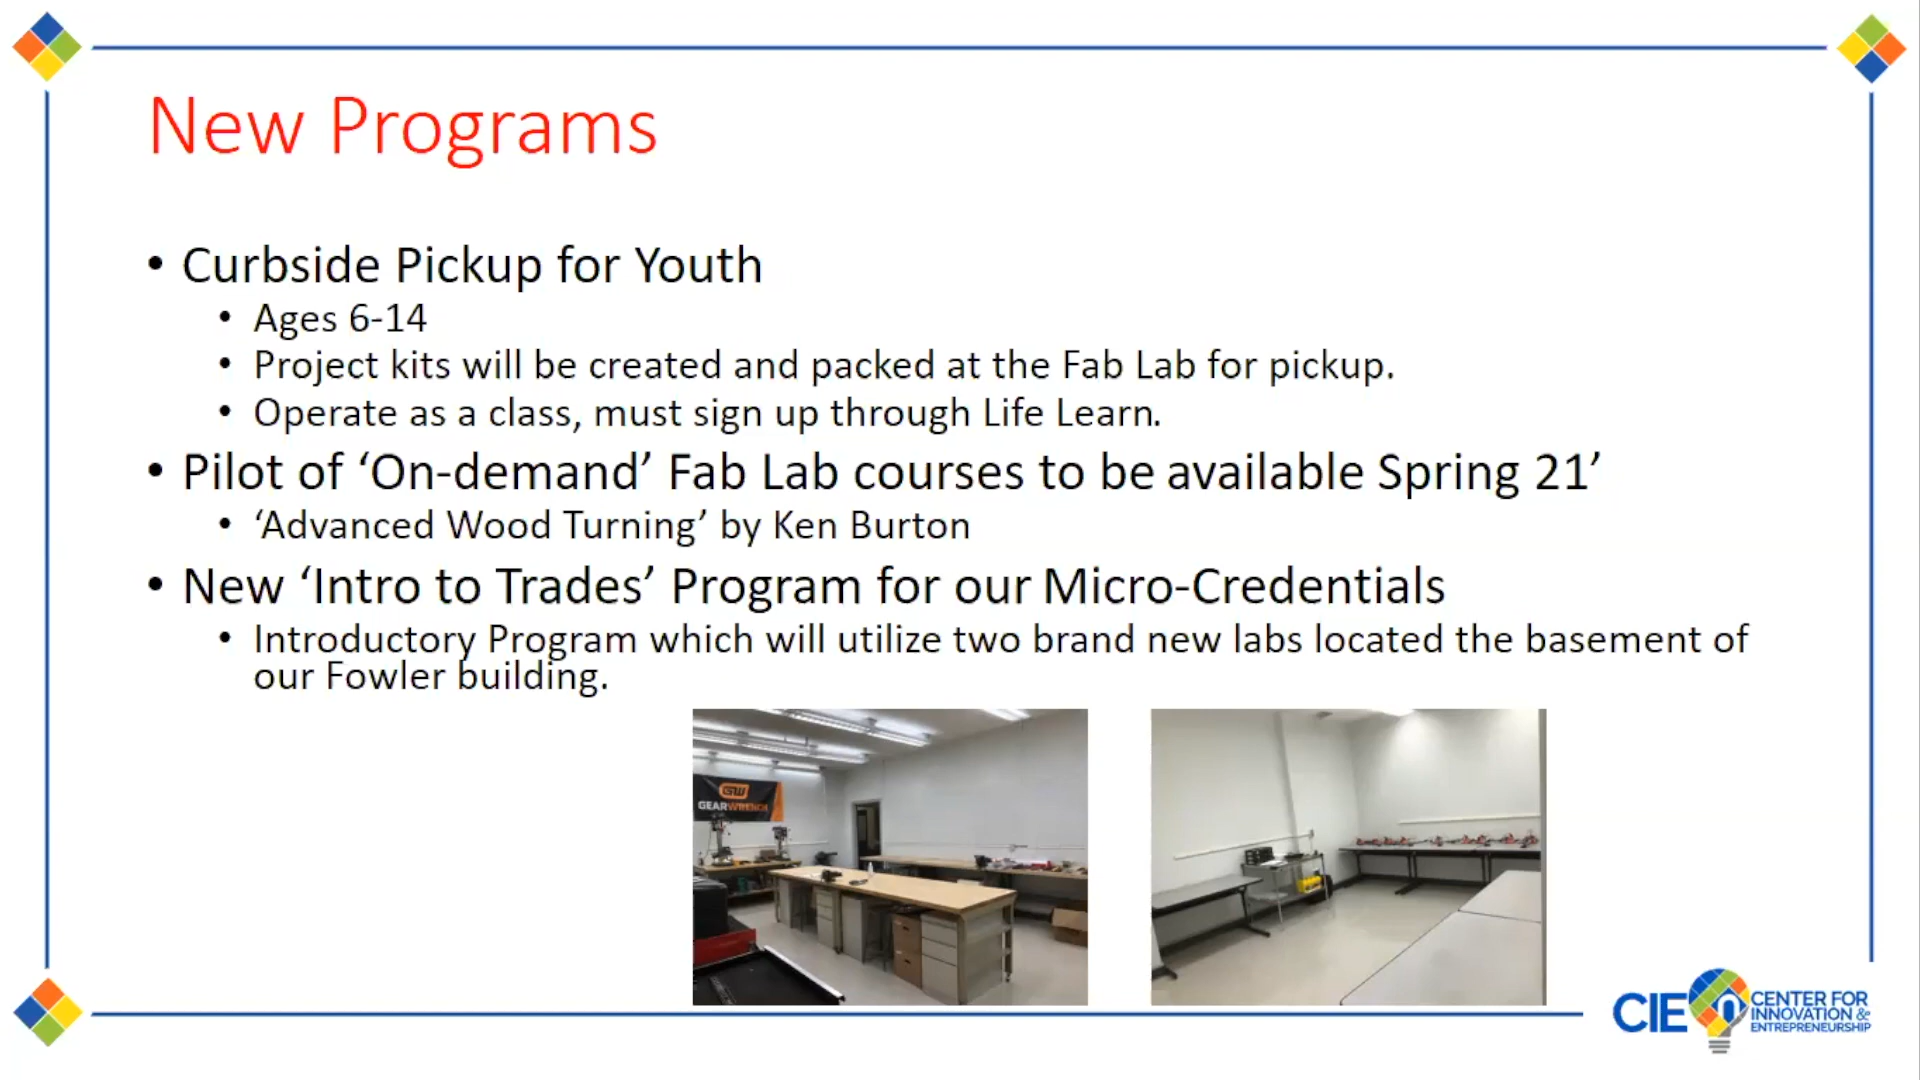 New Programs
• Curbside Pickup for Youth
• Ages 6-14
• Project kits will be created and packed at the Fab Lab for pickup.
• Operate as a class, must sign up through Life Learn.
• Pilot of ‘On-demand’ Fab Lab courses to be available Spring 21’
• ‘Advanced Wood Turning’ by Ken Burton
• New ‘Intro to Trades’ Program for our Micro-Credentials
• Introductory Program which will utilize two brand new labs located the basement of
our Fowler building.
GW
GEARWRENCH
CIE
CENTER FOR
INNOVATION &
ENTREPRENEURSHIP